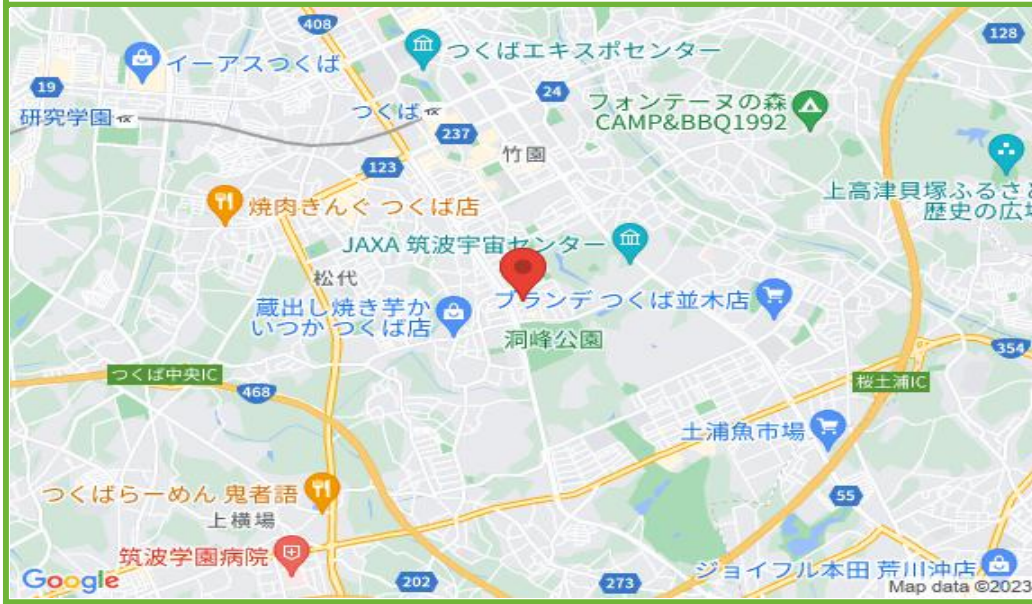 408
つくばエキスポセンター
128
イーアスつくば
19
24
フォンテーヌの森
CAMP&BBQ1992
研究学園
つくば
237
竹園
123
上高津貝塚ふるさと
歴史の広場
焼肉きんぐ つくば店
JAXA 筑波宇宙センター
松代
蔵出し焼き芋か
いつか つくば店
ブランデ つくば並木店
洞峰公園
354
つくば中央IC
468
桜土浦IC
土浦魚市場
つくばらーめん 鬼者語
上横場
55
筑波学園病院
Google
202
273
ジョイフル本田 荒川沖店
Map data ©2023